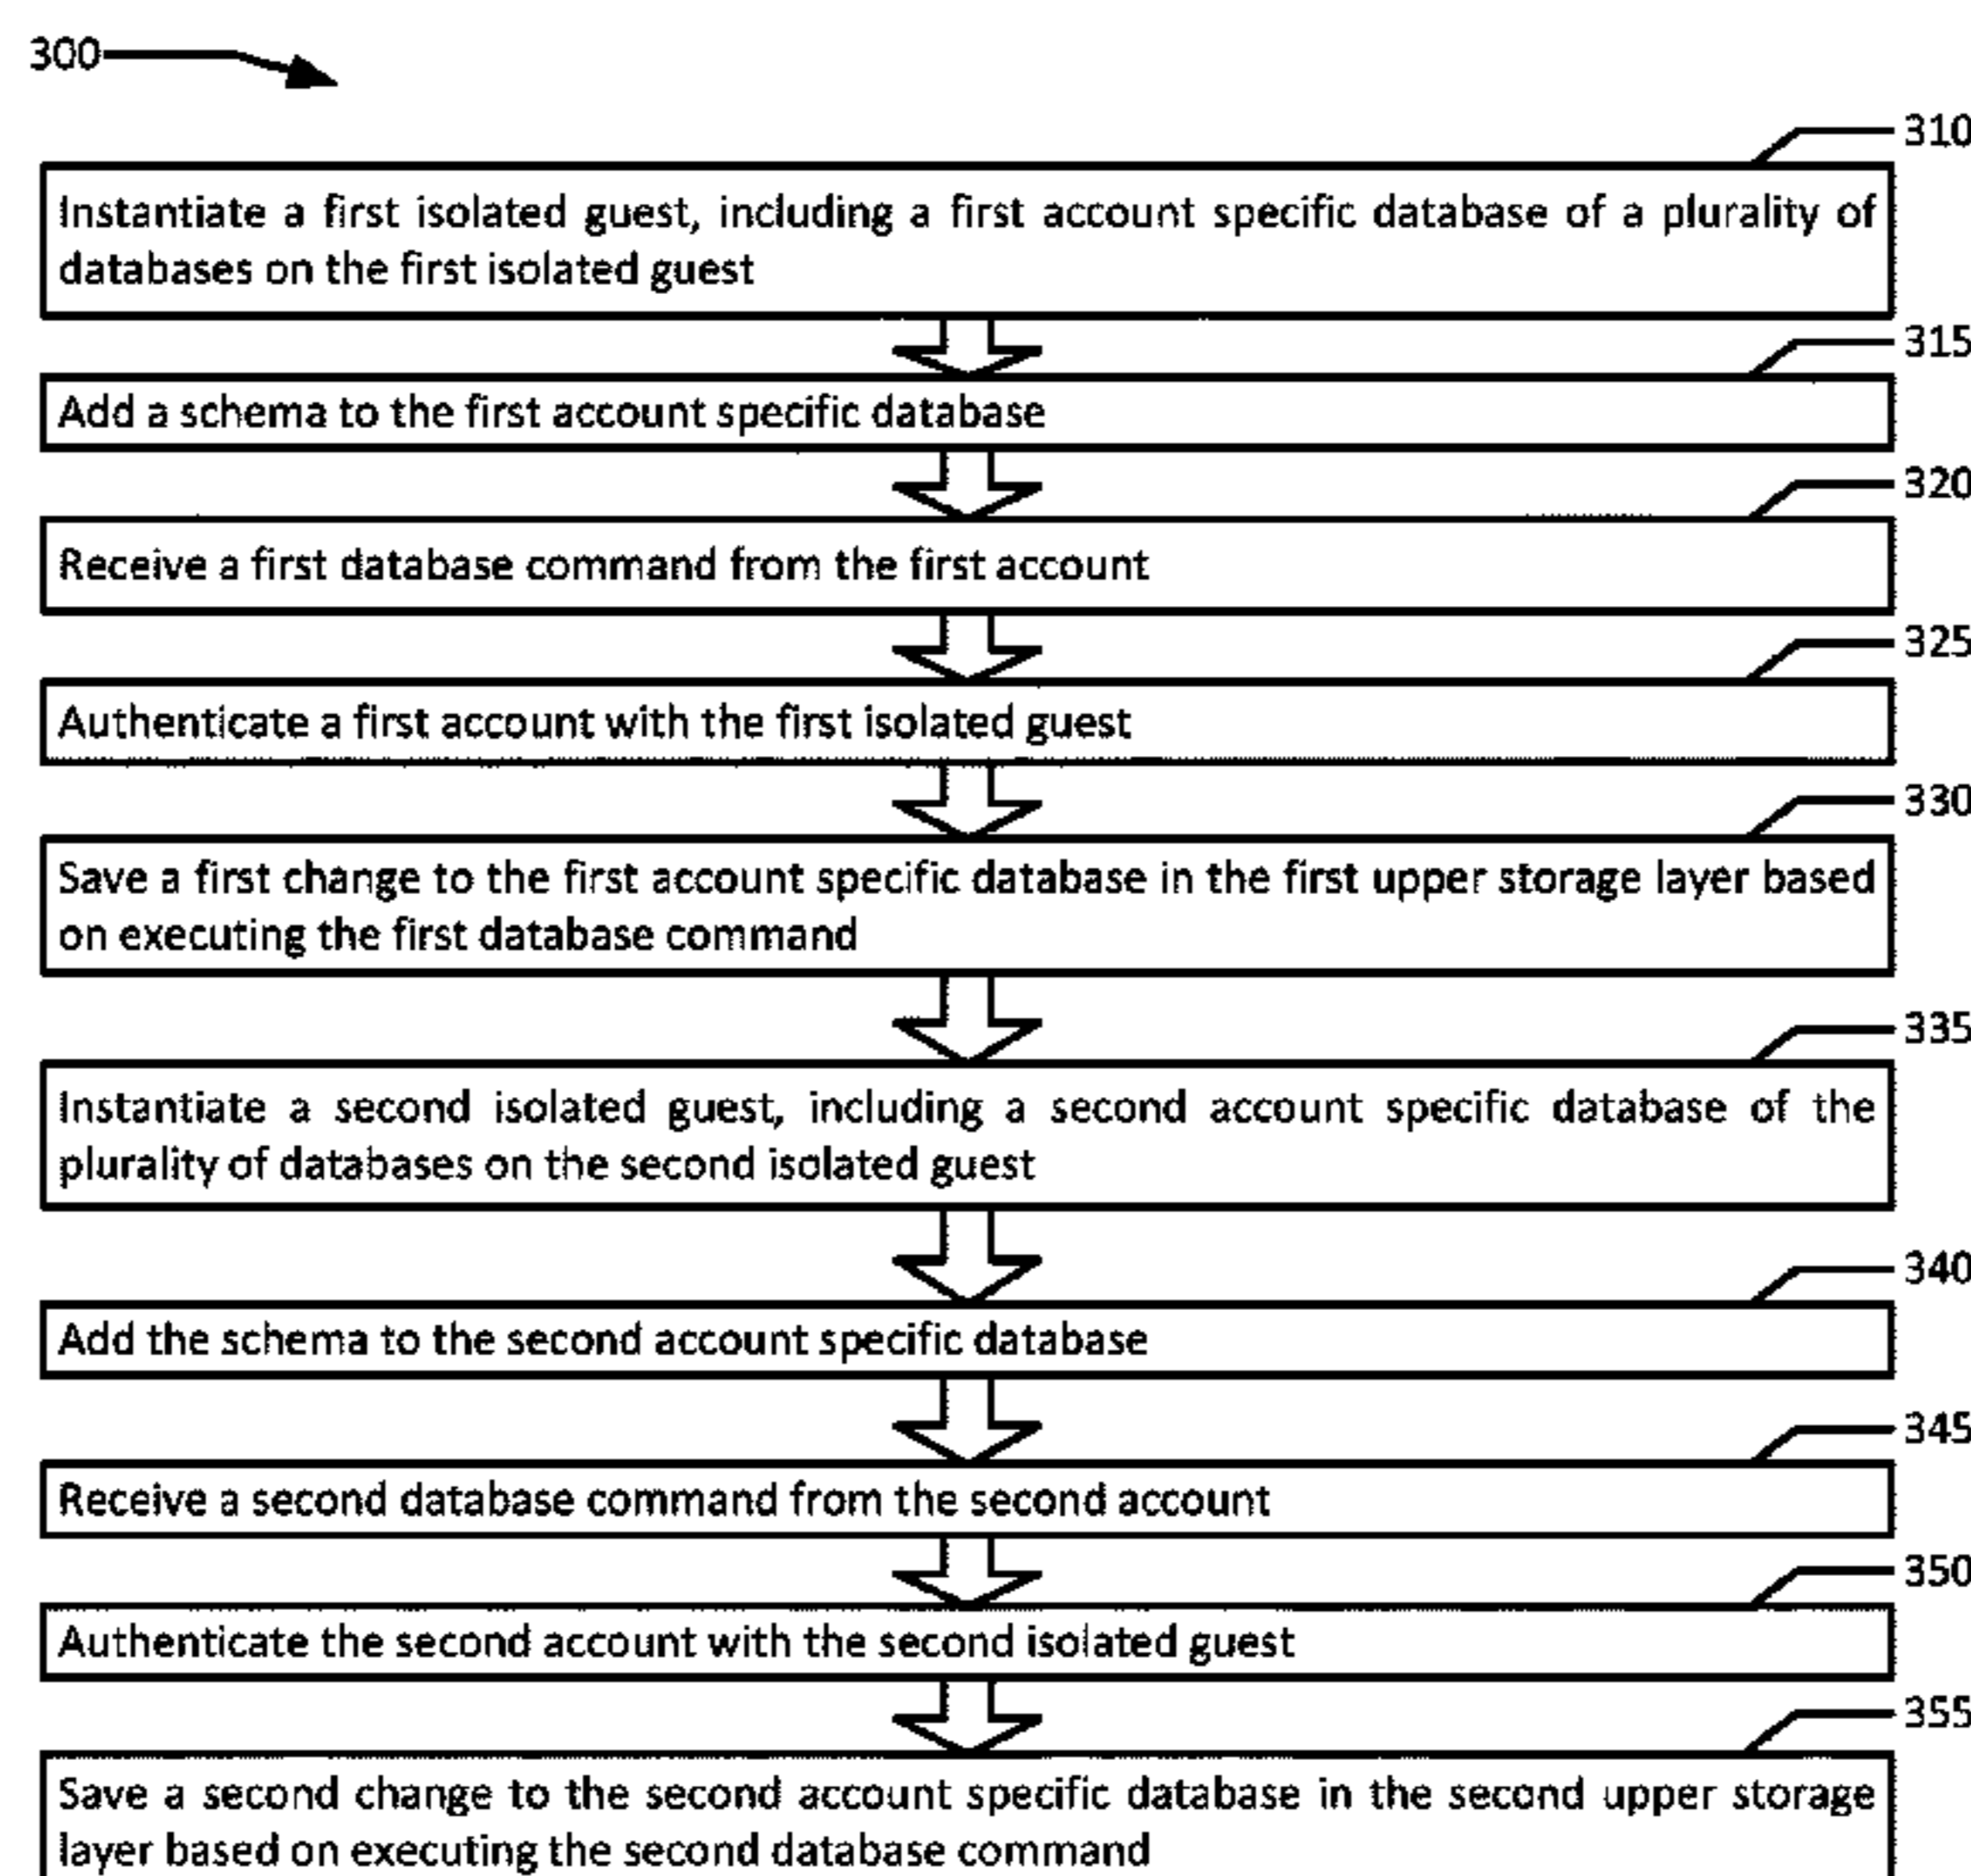 300
310
Instantiate a first isolated guest, including a first account specific database of a plurality of
databases on the first isolated guest
315
Add a schema to the first account specific database
320
Receive a first database command from the first account
325
Authenticate a first account with the first isolated guest
330
Save a first change to the first account specific database in the first upper storage layer based
on executing the first database command
335
Instantiate a second isolated guest, including a second account specific database of the
plurality of databases on the second isolated guest
340
Add the schema to the second account specific database
345
Receive a second database command from the second account
350
Authenticate the second account with the second isolated guest
355
Save a second change to the second account specific database in the second upper storage
layer based on executing the second database command